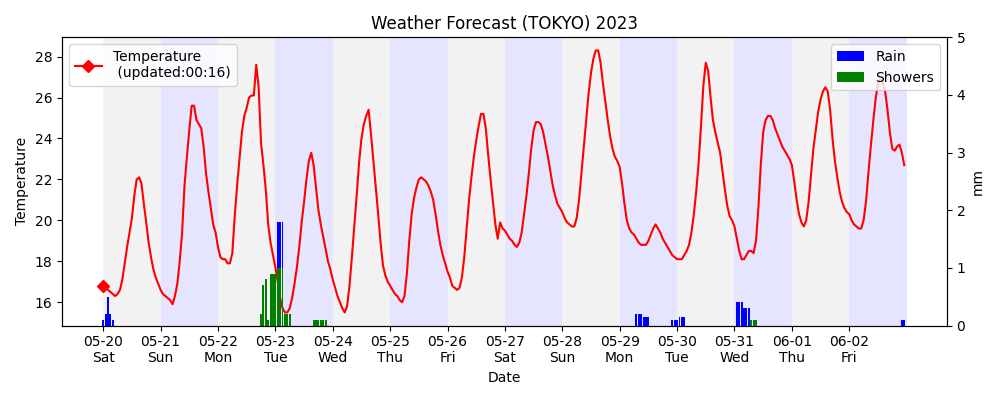 Weather Forecast (TOKYO) 2023
Temperature
(updated:00:16)
Rain
Showers
28
26
24
22
20
18
16
5
4
3
2
1
0
Temperature
mm
05-20 05-21 05-22 05-23 05-24 05-25 05-26 05-27 05-28 05-29 05-30 05-31 06-01 06-02
Sat Sun Mon Tue Wed Thu Fri Sat Sun Mon Tue Wed Thu Fri
Date